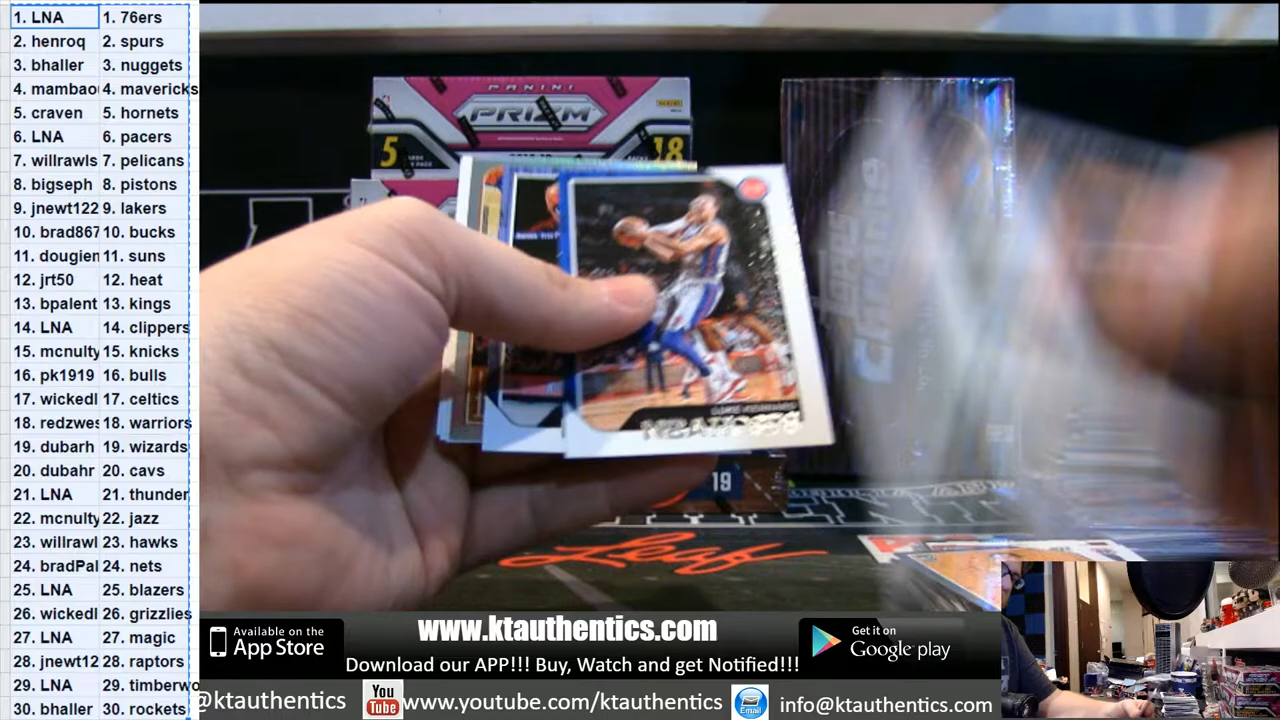 1. LNA 1. 76ers
2. henroq 2. spurs
3. bhaller 3. nuggets
4. mambao 4. mavericks
5. craven 5. hornets
6. LNA 6. pacers
7. willrawls 7. pelicans
8. bigseph 8. pistons
9. jnewt122 9. lakers
10. brad867 10. bucks
11. dougien 11. suns
12. jrt50 12. heat
13. bpalent 13. kings
14. LNA 14. clippers
15. mcnulty 15. knicks
16. pk1919 16. bulls
17. wickedl 17. celtics
18. redzwes 18. warriors
19. dubarh 19. wizards
20. dubahr 20. cavs
21. LNA 21. thunder
22. mcnulty 22. jazz
23. willrawl 23. hawks
24. bradPal 24. nets
25. LNA 25. blazers
26. wickedl 26. grizzlies
27. LNA 27. magic
28. jnewt12 28. raptors
29. LNA 29. timberwo
30. bhaller 30. rockets
PANINI
PRIZM
5 18
NBA HOOPS
19
Leaf
Available on the
App Store
www.ktauthentics.com
Download our APP!!! Buy, Watch and get Notified!!!
Get it on
Google play
@ktauthentics
You
Tube
www.youtube.com/ktauthentics
Email
info@ktauthentics.com